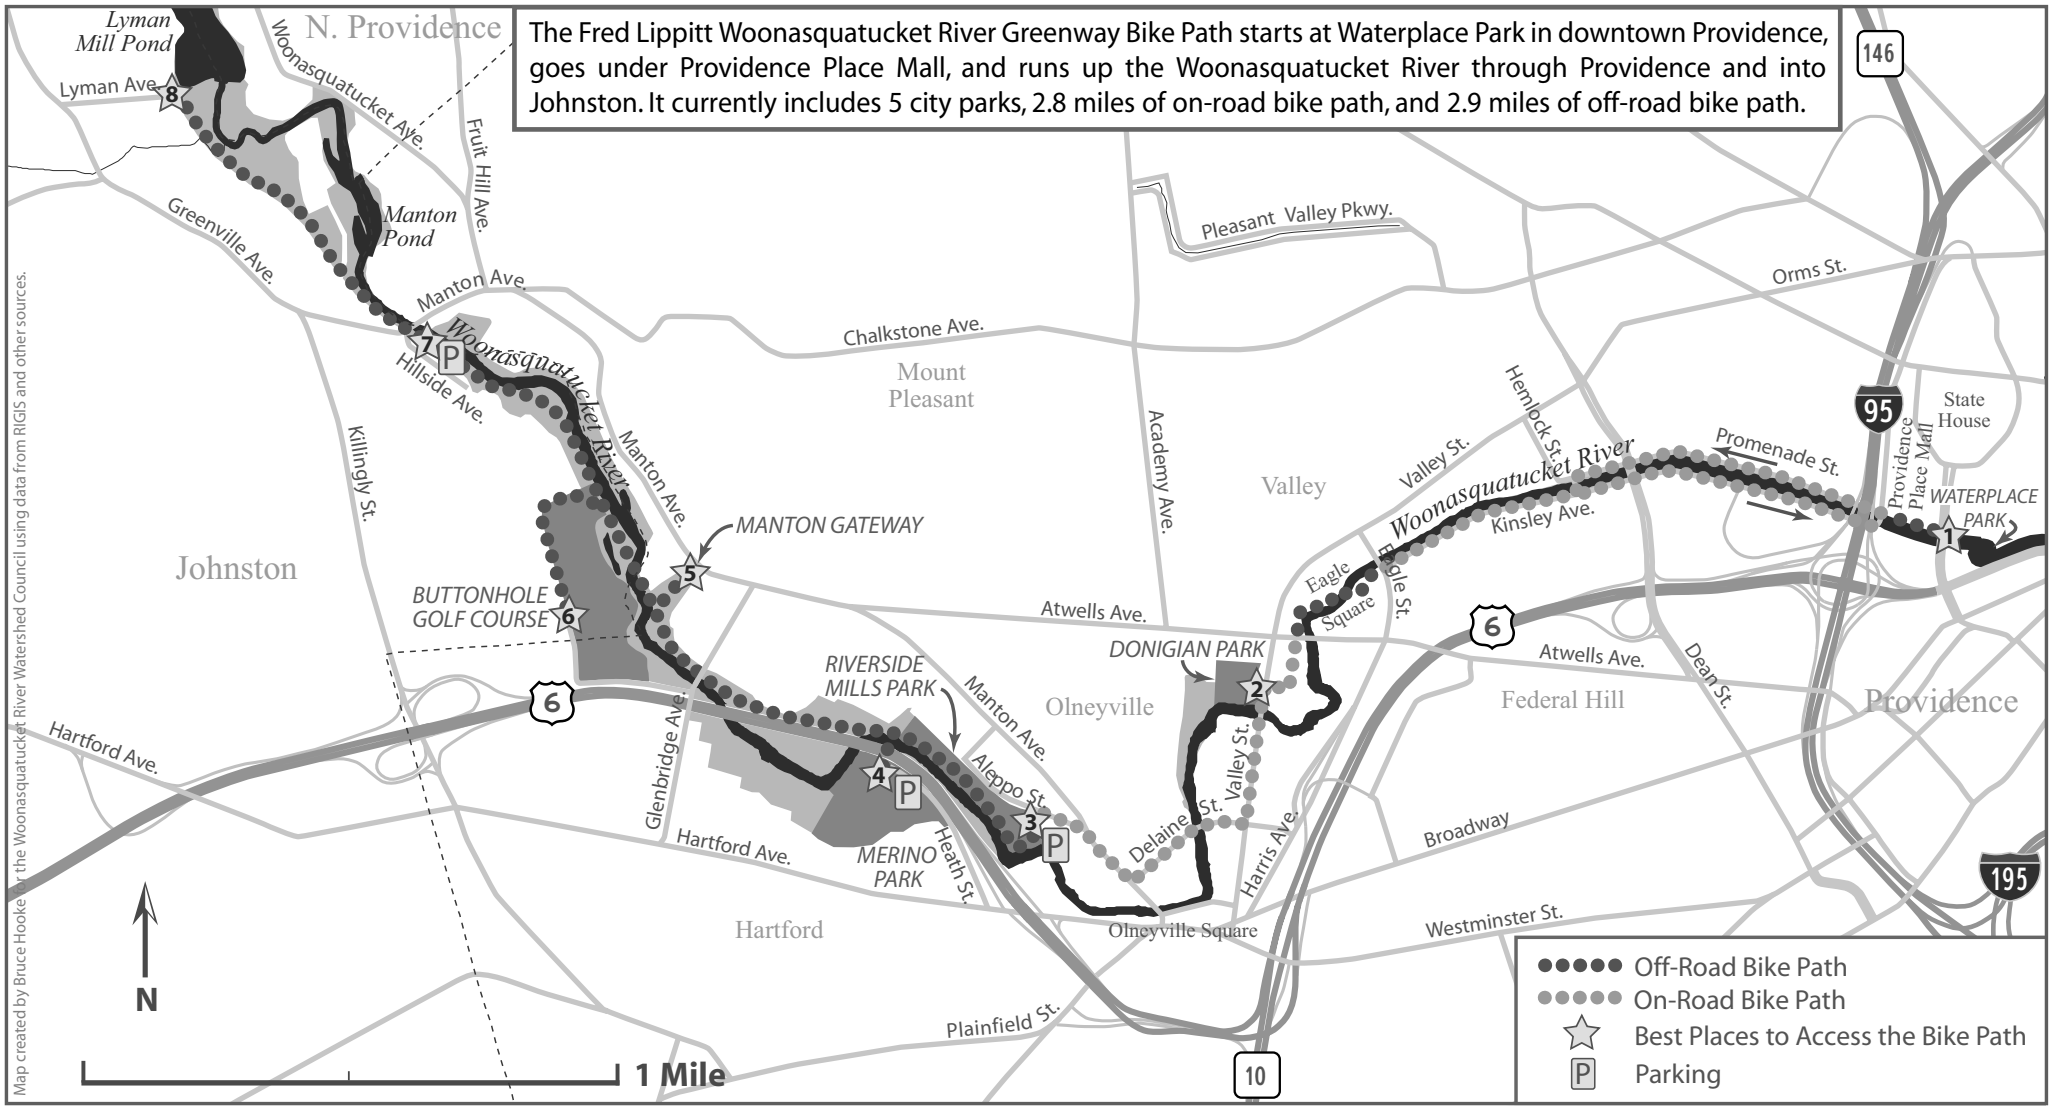 The Fred Lippitt Woonasquatucket River Greenway Bike Path starts at Waterplace Park in downtown Providence,
goes under Providence Place Mall, and runs up the Woonasquatucket River through Providence and into
Johnston. It currently includes 5 city parks, 2.8 miles of on-road bike path, and 2.9 miles of off-road bike path.
Lyman
Mill Pond
N. Providence
146
Lyman Ave.
8
Woonasquatucket Ave.
Fruit Hill Ave.
Manton
Pond
Greenville Ave.
Pleasant Valley Pkwy.
Orms St.
Manton Ave.
Chalkstone Ave.
7
P
Woonasquatucket River
Hillside Ave.
Mount
Pleasant
Hemlock St.
95
State
House
Providence
Place Mall
Killingly St.
Manton Ave.
Academy Ave.
Valley St.
Valley
Woonasquatucket River
Promenade St.
Kinsley Ave.
WATERPLACE
PARK
1
MANTON GATEWAY
5
Johnston
BUTTONHOLE
GOLF COURSE
6
Eagle
Square
Eagle St.
Atwells Ave.
6
DONIGIAN PARK
2
Atwells Ave.
Dean St.
RIVERSIDE
MILLS PARK
Manton Ave.
Olneyville
Federal Hill
Providence
6
Hartford Ave.
Glenbridge Ave.
4
P
Aleppo St.
3
P
Valley St.
Delaine St.
Harris Ave.
Broadway
Hartford Ave.
MERINO
PARK
Heath St.
195
Hartford
Olneyville Square
Westminster St.
Plainfield St.
10
N
1 Mile
Off-Road Bike Path
On-Road Bike Path
Best Places to Access the Bike Path
P
Parking
Map created by Bruce Hooke for the Woonasquatucket River Watershed Council using data from RIGIS and other sources.